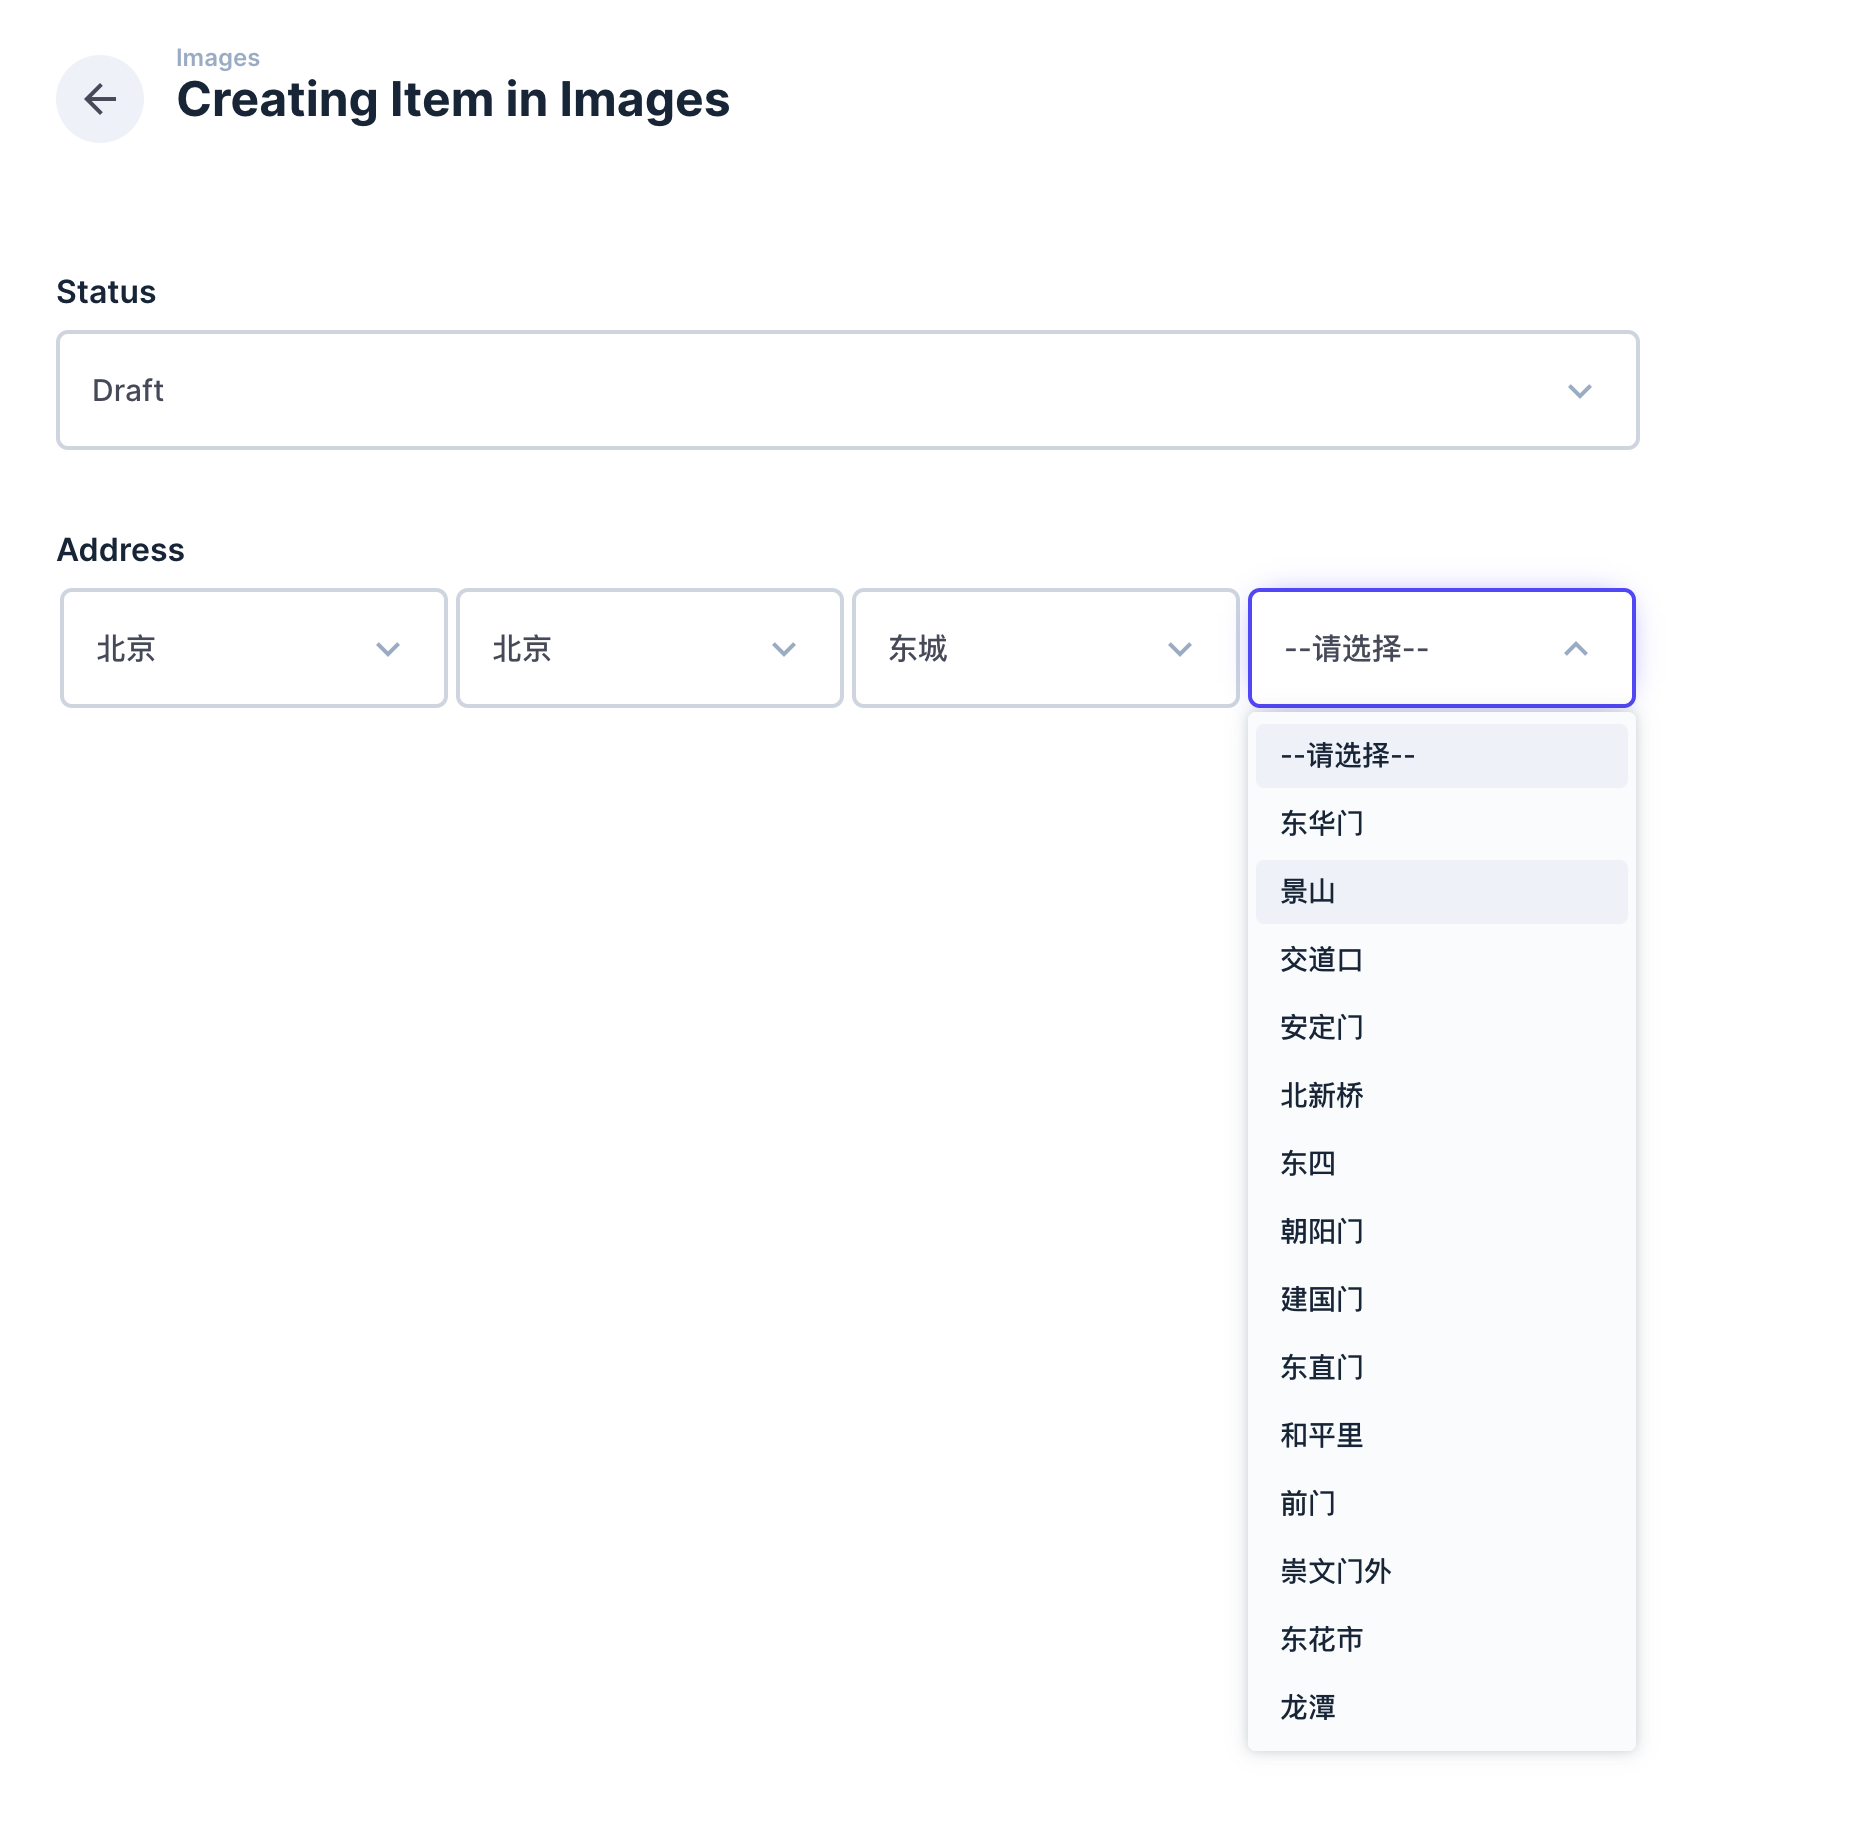 Images
Creating Item in Images
Status
Draft
Address
北京 北京 东城 --请选择--
--请选择--
东华门
景山
交道口
安定门
北新桥
东四
朝阳门
建国门
东直门
和平里
前门
崇文门外
东花市
龙潭